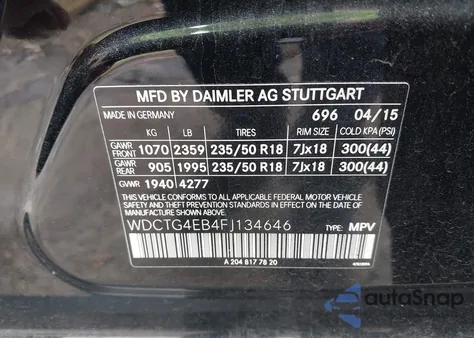 MFD BY DAIMLER AG STUTTGART
MADE IN GERMANY 696 04/15
KG LB TIRES RIM SIZE COLD KPA (PSI)
GAWR FRONT 1070 2359 235/50 R18 7Jx18 300(44)
GAWR REAR 905 1995 235/50 R18 7Jx18 300(44)
GVWR 1940 4277
THIS VEHICLE CONFORMS TO ALL APPLICABLE U.S. FEDERAL MOTOR
VEHICLE SAFETY AND THEFT PREVENTION STANDARDS IN EFFECT ON
THE DATE OF MANUFACTURE SHOWN ABOVE.
WDCTG4EB4FJ134646 TYPE: MPV
A 204 817 78 20
autoSnap